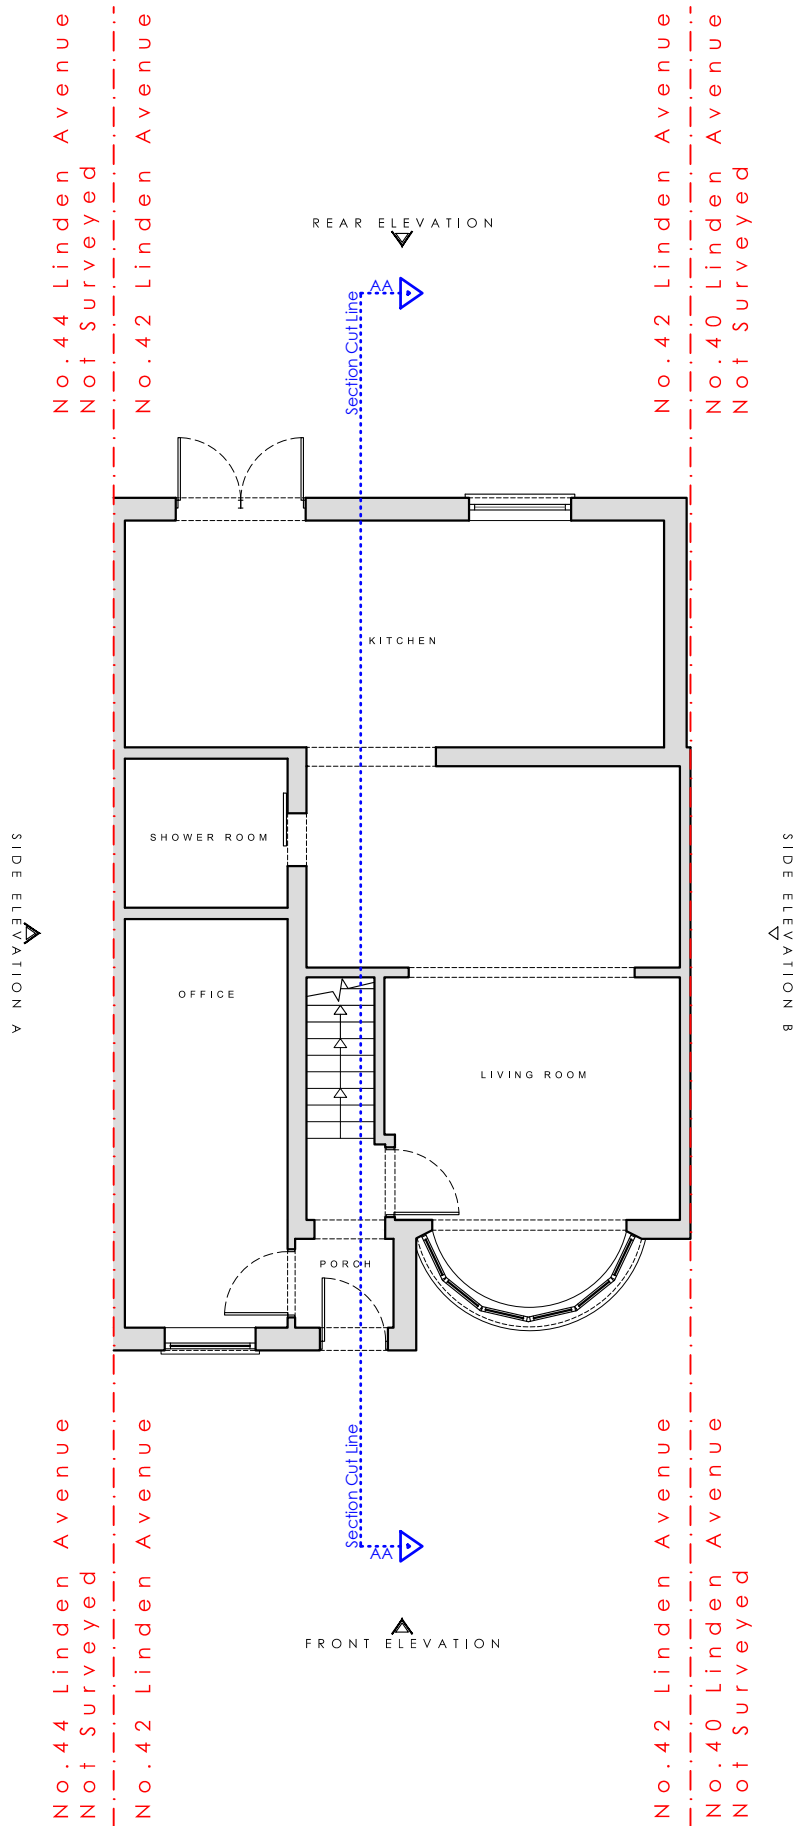 No.44 Linden Avenue
Not Surveyed
No.42 Linden Avenue
No.42 Linden Avenue
No.40 Linden Avenue
Not Surveyed
REAR ELEVATION
AA
Section Cut Line
KITCHEN
SHOWER ROOM
SIDE ELEVATION A
SIDE ELEVATION B
OFFICE
LIVING ROOM
PORCH
Section Cut Line
AA
FRONT ELEVATION
No.44 Linden Avenue
Not Surveyed
No.42 Linden Avenue
No.42 Linden Avenue
No.40 Linden Avenue
Not Surveyed